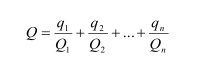 Q = q₁/Q₁ + q₂/Q₂ + ... + qₙ/Qₙ